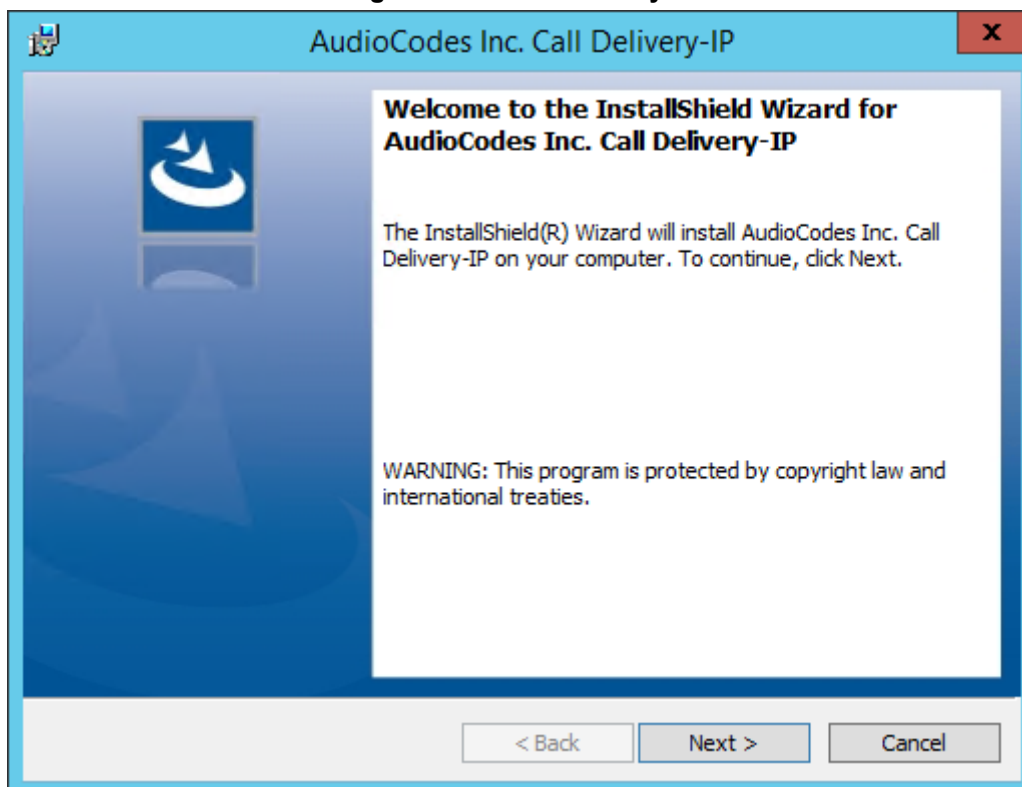 AudioCodes Inc. Call Delivery-IP
x
Welcome to the InstallShield Wizard for
AudioCodes Inc. Call Delivery-IP
The InstallShield(R) Wizard will install AudioCodes Inc. Call
Delivery-IP on your computer. To continue, click Next.
WARNING: This program is protected by copyright law and
international treaties.
< Back
Next >
Cancel